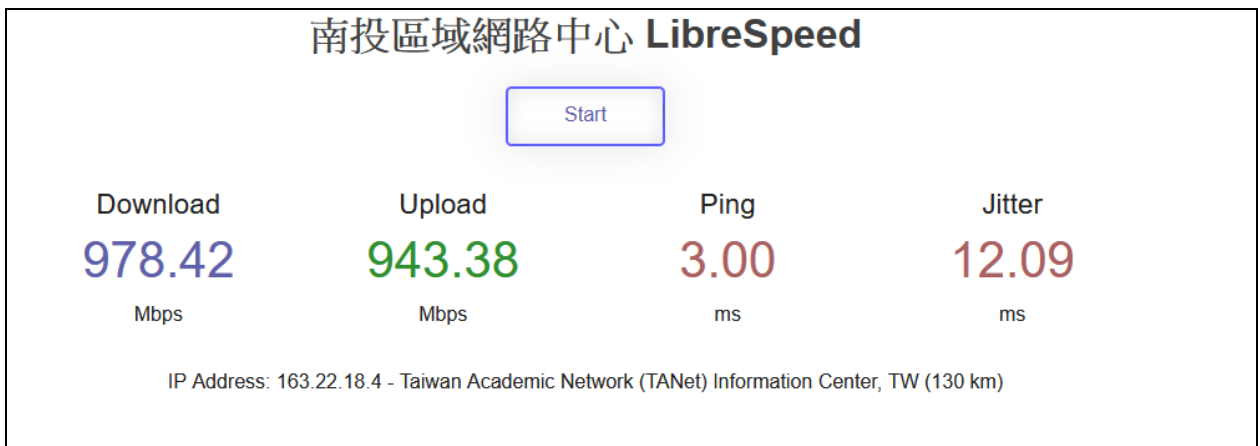 南投區域網路中心 LibreSpeed
Start
Download Upload Ping Jitter
978.42 943.38 3.00 12.09
Mbps Mbps ms ms
IP Address: 163.22.18.4 - Taiwan Academic Network (TANet) Information Center, TW (130 km)